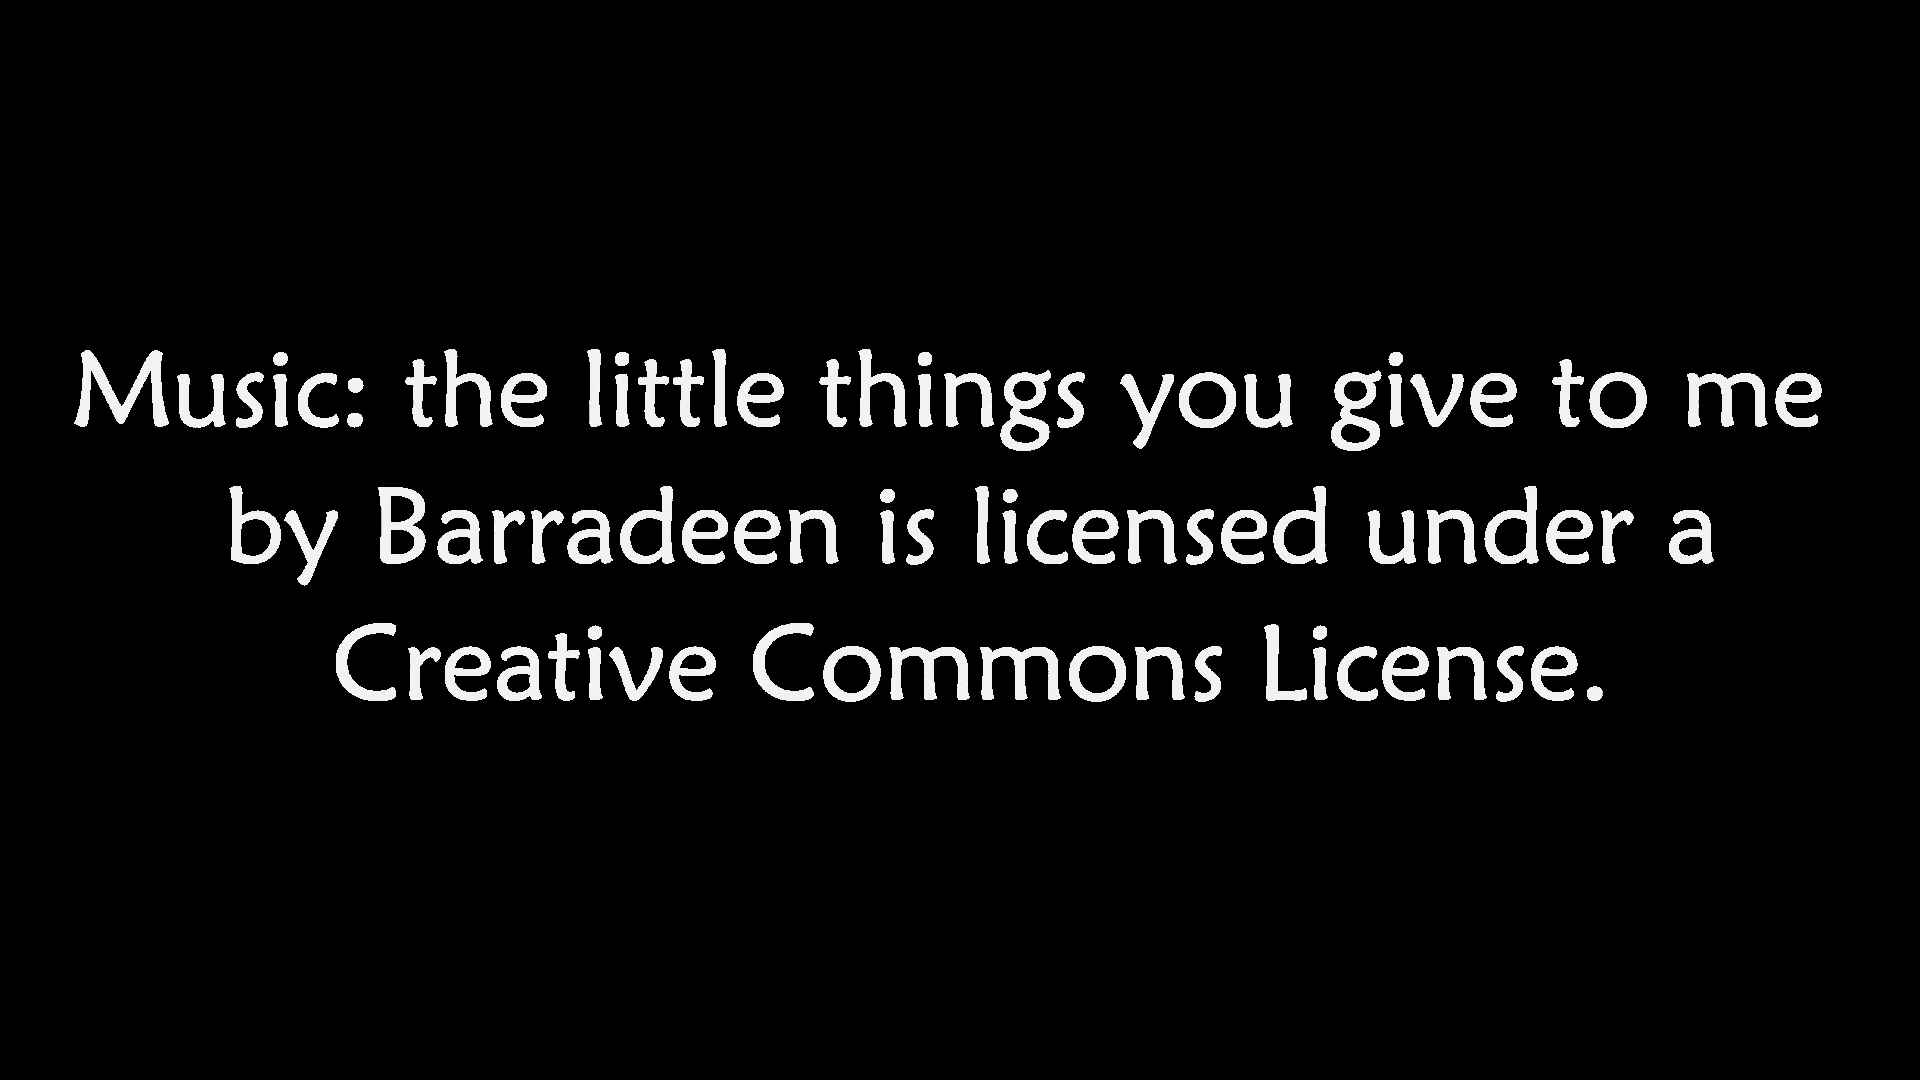 Music: the little things you give to me
by Barradeen is licensed under a
Creative Commons License.